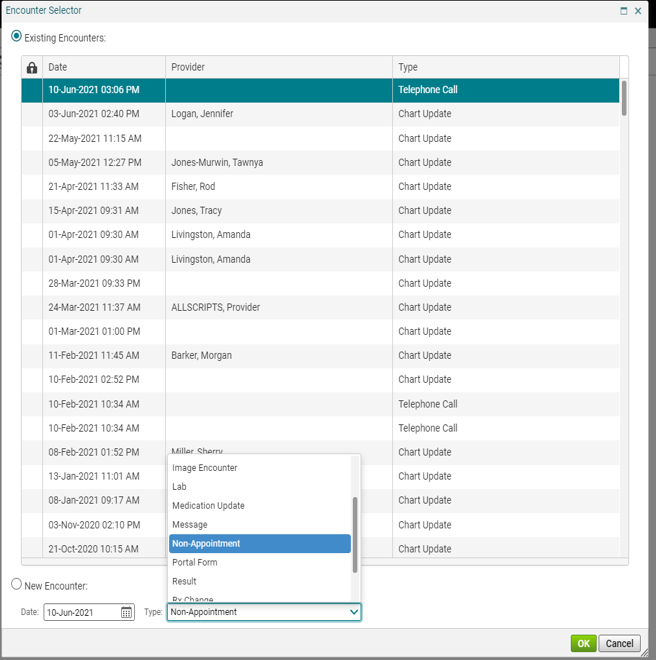 Encounter Selector
Existing Encounters:
Date Provider Type
10-Jun-2021 03:06 PM Telephone Call
03-Jun-2021 02:40 PM Logan, Jennifer Chart Update
22-May-2021 11:15 AM Chart Update
05-May-2021 12:27 PM Jones-Murwin, Tawnya Chart Update
21-Apr-2021 11:33 AM Fisher, Rod Chart Update
15-Apr-2021 09:31 AM Jones, Tracy Chart Update
01-Apr-2021 09:30 AM Livingston, Amanda Chart Update
01-Apr-2021 09:30 AM Livingston, Amanda Chart Update
28-Mar-2021 09:33 PM Chart Update
24-Mar-2021 11:37 AM ALLSCRIPTS, Provider Chart Update
01-Mar-2021 01:00 PM Chart Update
11-Feb-2021 11:45 AM Barker, Morgan Chart Update
10-Feb-2021 02:52 PM Chart Update
10-Feb-2021 10:34 AM Telephone Call
10-Feb-2021 10:34 AM Telephone Call
08-Feb-2021 01:52 PM Miller, Sherry Chart Update
13-Jan-2021 11:01 AM Chart Update
08-Jan-2021 09:17 AM Chart Update
03-Nov-2020 02:10 PM Chart Update
21-Oct-2020 10:15 AM Chart Update
Image Encounter
Lab
Medication Update
Message
Non-Appointment
Portal Form
Result
Rx Change
New Encounter:
Date: 10-Jun-2021 Type: Non-Appointment
OK Cancel